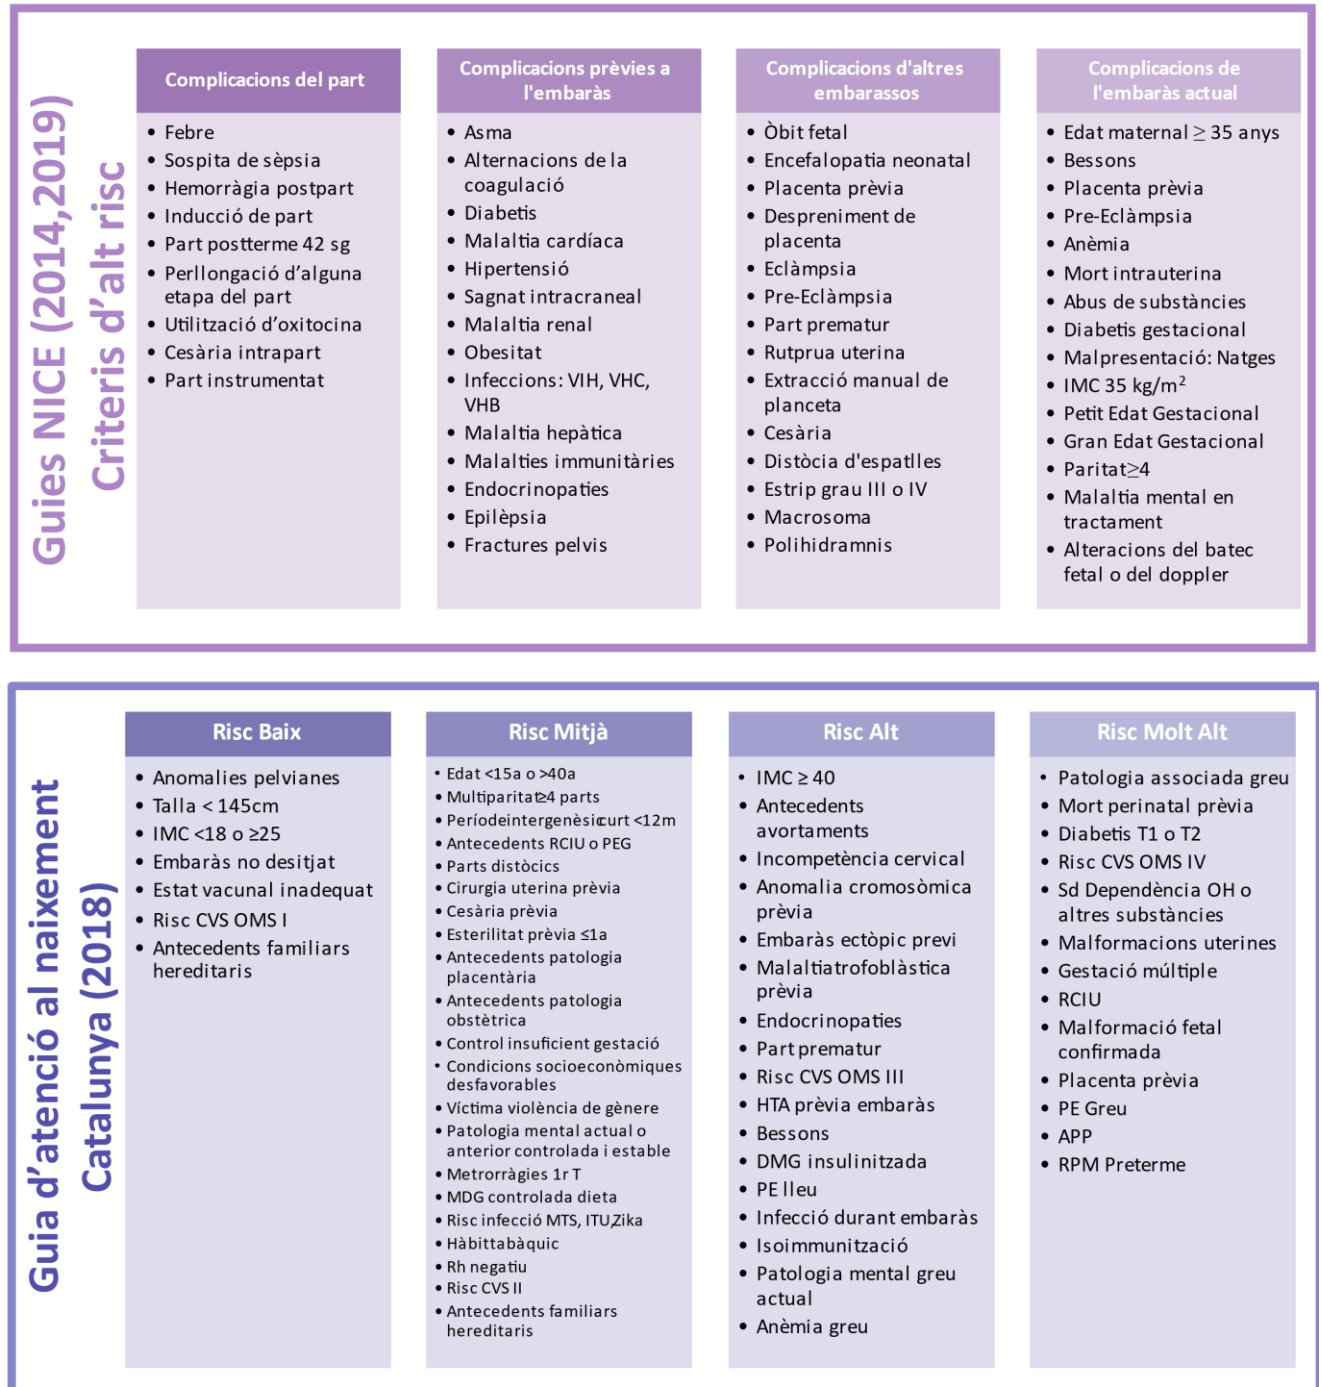 Guies NICE (2014,2019)
Criteris d'alt risc
Complicacions del part
• Febre
• Sospita de sèpsia
• Hemorràgia postpart
• Inducció de part
• Part postterme 42 sg
• Perllongació d'alguna
etapa del part
• Utilització d'oxitocina
• Cesària intrapart
• Part instrumentat
Complicacions prèvies a
l'embaràs
• Asma
• Alternacions de la
coagulació
• Diabetis
• Malaltia cardíaca
• Hipertensió
• Sagnat intracraneal
• Malaltia renal
• Obesitat
• Infeccions: VIH, VHC,
VHB
• Malaltia hepàtica
• Malalties immunitàries
• Endocrinopaties
• Epilèpsia
• Fractures pelvis
Complicacions d'altres
embarassos
• Òbit fetal
• Encefalopatia neonatal
• Placenta prèvia
• Despreniment de
placenta
• Eclàmpsia
• Pre-Eclàmpsia
• Part prematur
• Rutprua uterina
• Extracció manual de
planceta
• Cesària
• Distòcia d'espatlles
• Estrip grau III o IV
• Macrosoma
• Polihidramnis
Complicacions de
l'embaràs actual
• Edat maternal ≥ 35 anys
• Bessons
• Placenta prèvia
• Pre-Eclàmpsia
• Anèmia
• Mort intrauterina
• Abus de substàncies
• Diabetis gestacional
• Malpresentació: Natges
• IMC 35 kg/m²
• Petit Edat Gestacional
• Gran Edat Gestacional
• Paritat≥4
• Malaltia mental en
tractament
• Alteracions del batec
fetal o del doppler
Guia d'atenció al naixement
Catalunya (2018)
Risc Baix
• Anomalies pelvianes
• Talla < 145cm
• IMC <18 o ≥25
• Embaràs no desitjat
• Estat vacunal inadequat
• Risc CVS OMS I
• Antecedents familiars
hereditaris
Risc Mitjà
• Edat <15a o >40a
• Multiparitat≥4 parts
• Períodeintergenèsicurt <12m
• Antecedents RCIU o PEG
• Parts distòcics
• Cirurgia uterina prèvia
• Cesària prèvia
• Esterilitat prèvia ≤1a
• Antecedents patologia
placentària
• Antecedents patologia
obstètrica
• Control insuficient gestació
• Condicions socioeconòmiques
desfavorables
• Víctima violència de gènere
• Patologia mental actual o
anterior controlada i estable
• Metrorràgies 1r T
• MDG controlada dieta
• Risc infecció MTS, ITU,Zika
• Hàbittabàquic
• Rh negatiu
• Risc CVS II
• Antecedents familiars
hereditaris
Risc Alt
• IMC ≥ 40
• Antecedents
avortaments
• Incompetència cervical
• Anomalia cromosòmica
prèvia
• Embaràs ectòpic previ
• Malaltiatrofoblàstica
prèvia
• Endocrinopaties
• Part prematur
• Risc CVS OMS III
• HTA prèvia embaràs
• Bessons
• DMG insulinitzada
• PE lleu
• Infecció durant embaràs
• Isoimmunització
• Patologia mental greu
actual
• Anèmia greu
Risc Molt Alt
• Patologia associada greu
• Mort perinatal prèvia
• Diabetis T1 o T2
• Risc CVS OMS IV
• Sd Dependència OH o
altres substàncies
• Malformacions uterines
• Gestació múltiple
• RCIU
• Malformació fetal
confirmada
• Placenta prèvia
• PE Greu
• APP
• RPM Preterme